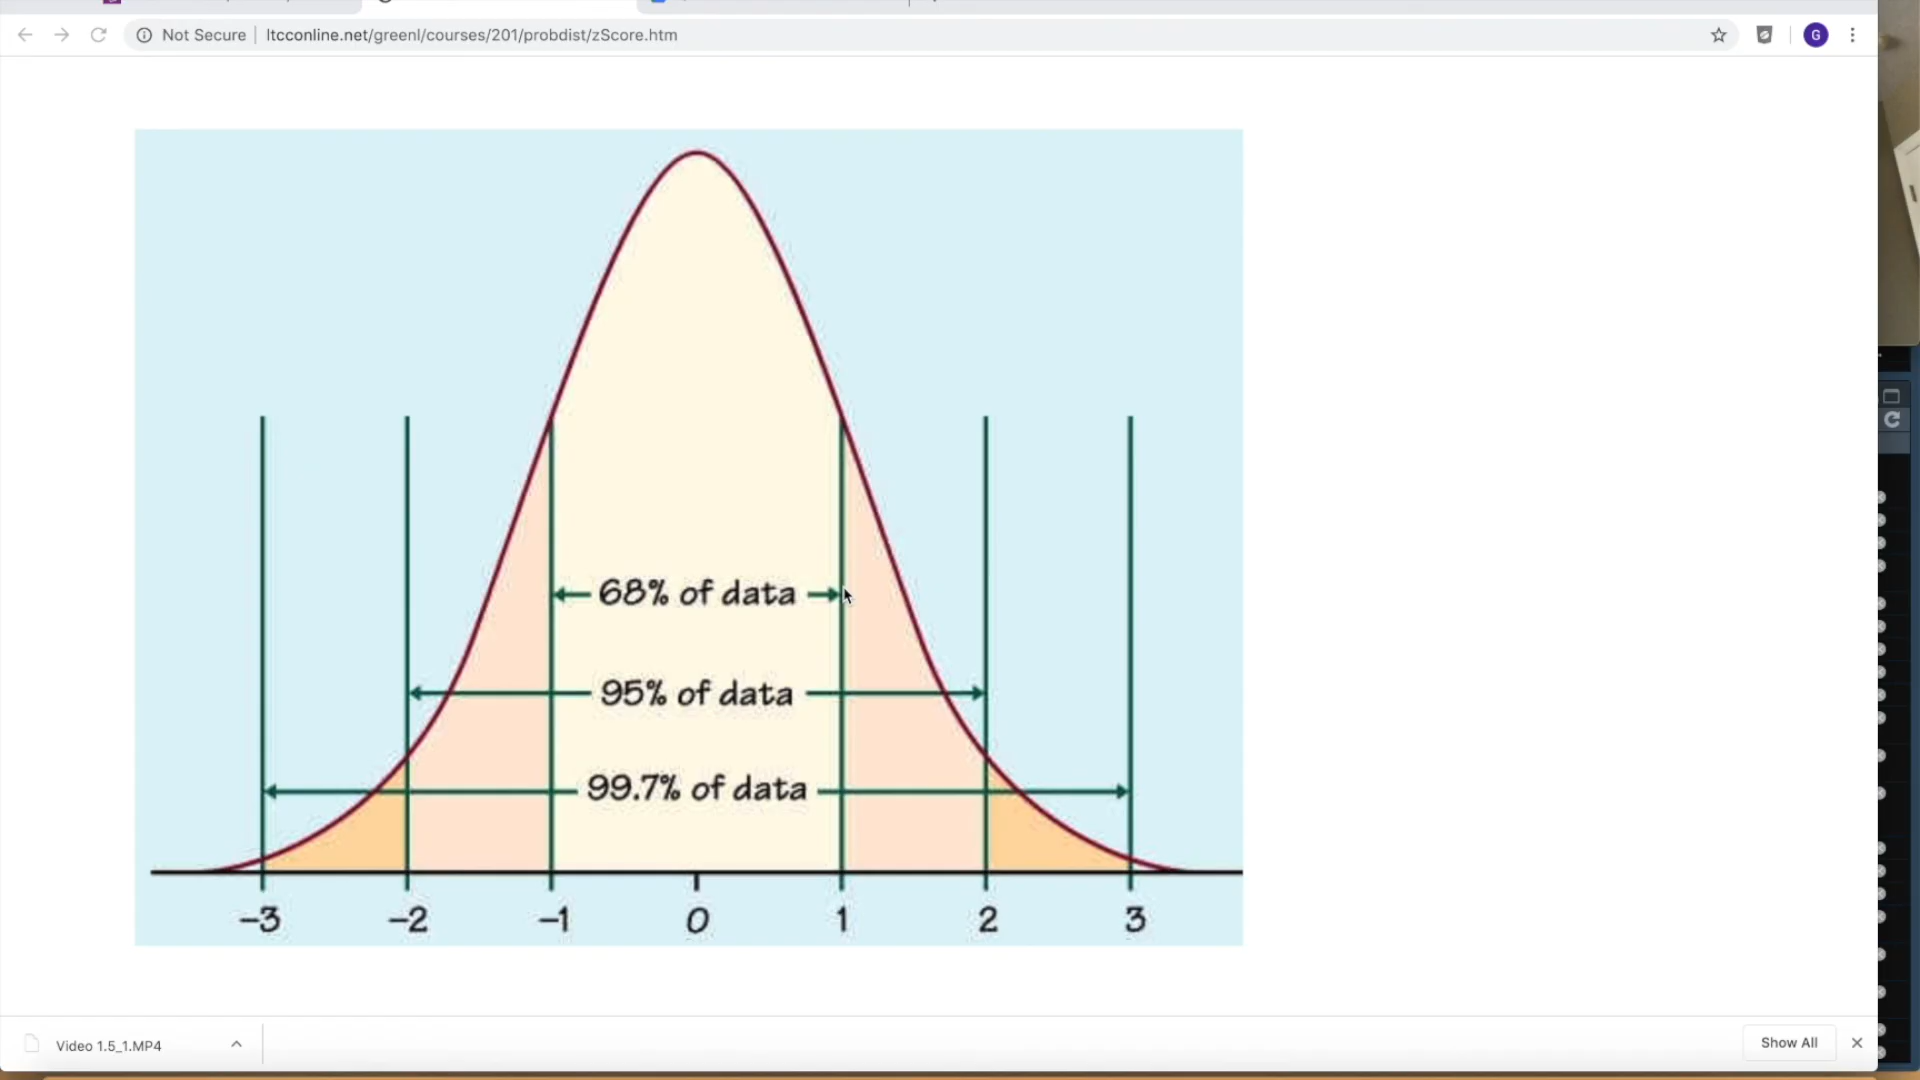 Not Secure
ltcconline.net/greenl/courses/201/probdist/zScore.htm
G
68% of data
95% of data
99.7% of data
−3 −2 −1 0 1 2 3
Video 1.5_1.MP4
Show All